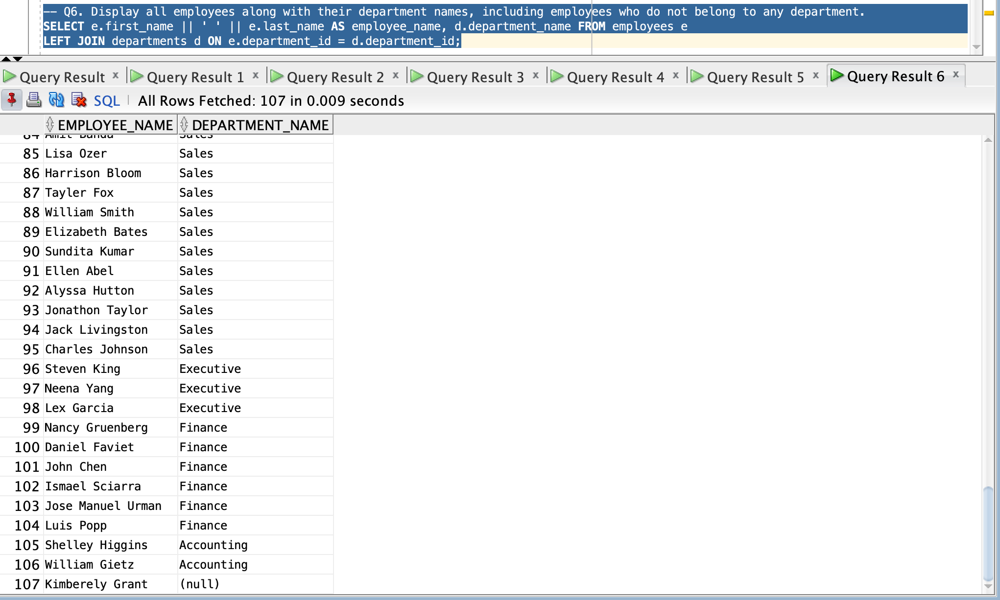 -- Q6. Display all employees along with their department names, including employees who do not belong to any department.
SELECT e.first_name || ' ' || e.last_name AS employee_name, d.department_name FROM employees e
LEFT JOIN departments d ON e.department_id = d.department_id;
Query Result x Query Result 1 x Query Result 2 x Query Result 3 x Query Result 4 x Query Result 5 x Query Result 6 x
SQL All Rows Fetched: 107 in 0.009 seconds
EMPLOYEE_NAME DEPARTMENT_NAME
84 Amit Banda Sales
85 Lisa Ozer Sales
86 Harrison Bloom Sales
87 Tayler Fox Sales
88 William Smith Sales
89 Elizabeth Bates Sales
90 Sundita Kumar Sales
91 Ellen Abel Sales
92 Alyssa Hutton Sales
93 Jonathon Taylor Sales
94 Jack Livingston Sales
95 Charles Johnson Sales
96 Steven King Executive
97 Neena Yang Executive
98 Lex Garcia Executive
99 Nancy Gruenberg Finance
100 Daniel Faviet Finance
101 John Chen Finance
102 Ismael Sciarra Finance
103 Jose Manuel Urman Finance
104 Luis Popp Finance
105 Shelley Higgins Accounting
106 William Gietz Accounting
107 Kimberely Grant (null)